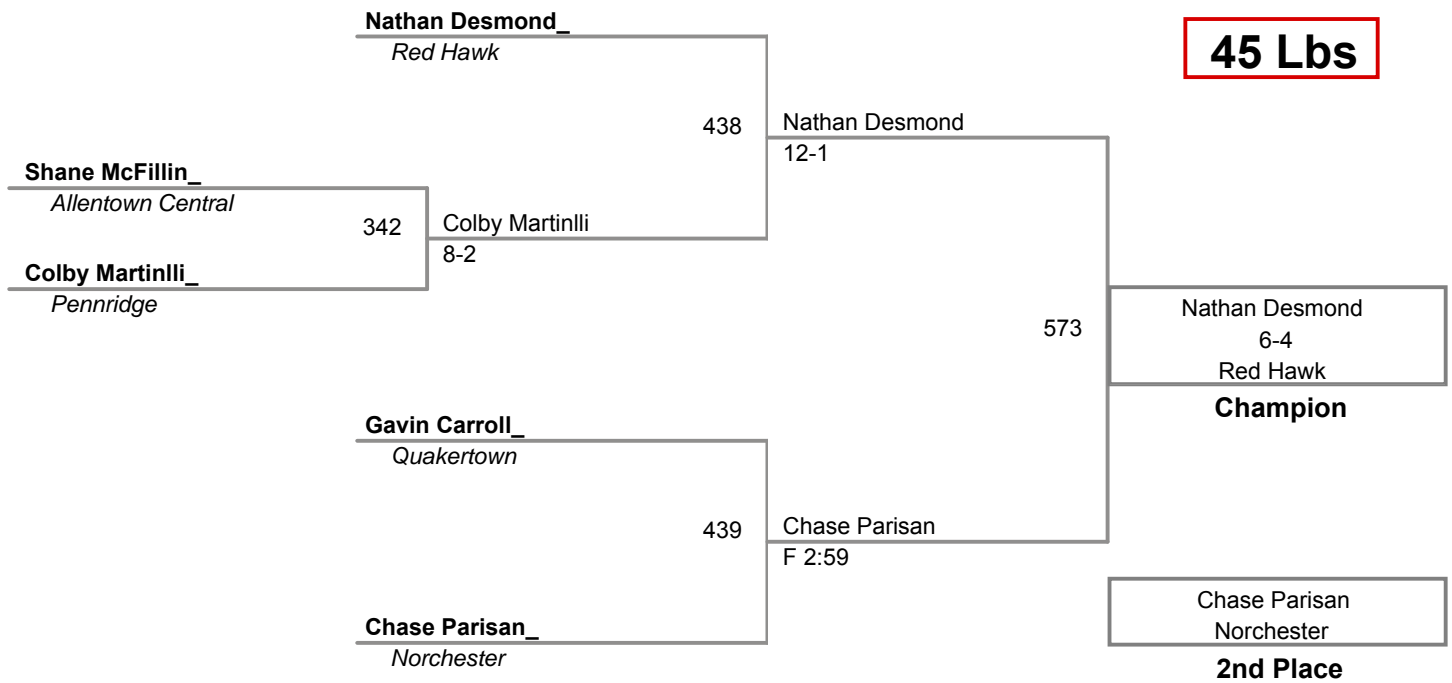 Nathan Desmond_
Red Hawk
45 Lbs
438
Nathan Desmond
12-1
Shane McFillin_
Allentown Central
342
Colby Martinlli
8-2
Colby Martinlli_
Pennridge
573
Nathan Desmond
6-4
Red Hawk
Champion
Gavin Carroll_
Quakertown
439
Chase Parisan
F 2:59
Chase Parisan_
Norchester
Chase Parisan
Norchester
2nd Place